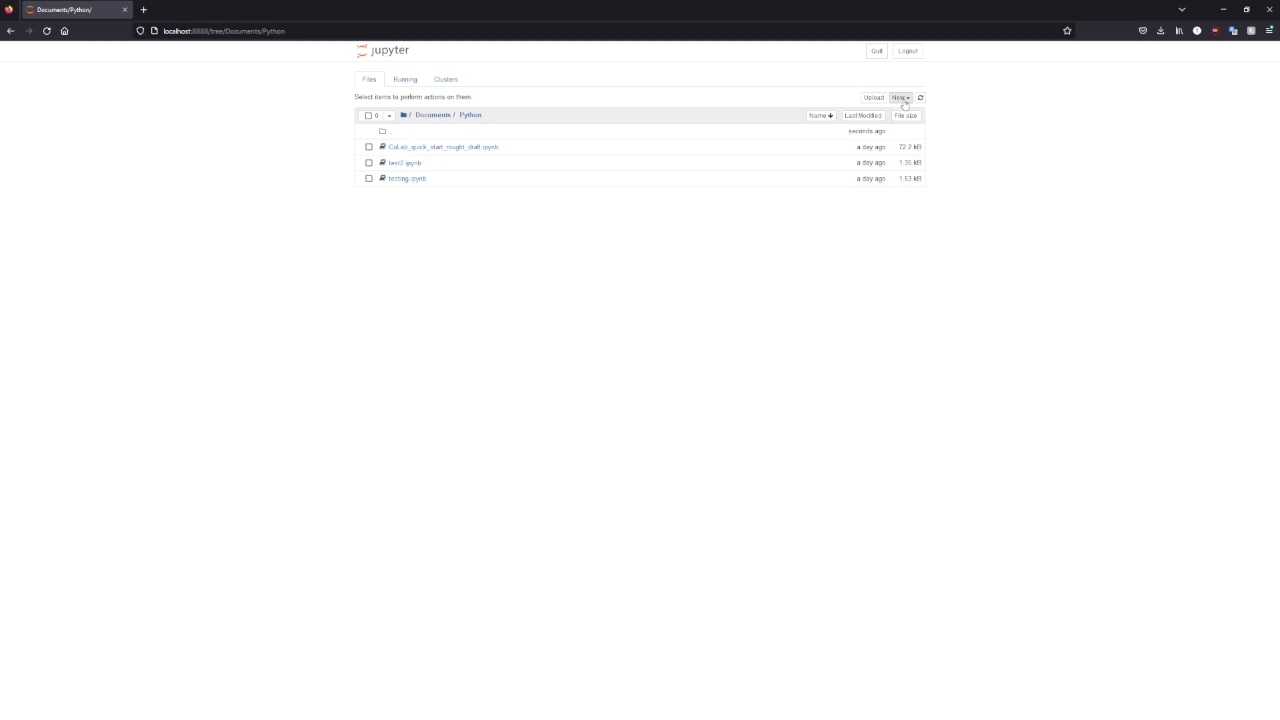 Documents/Python/
localhost:8888/tree/Documents/Python
jupyter
Quit
Logout
Files
Running
Clusters
Select items to perform actions on them.
Upload
New
0
/ Documents / Python
Name
Last Modified
File size
..
seconds ago
CoLab_quick_start_rought_draft.ipynb
a day ago
72.2 kB
test2.ipynb
a day ago
1.35 kB
testing.ipynb
a day ago
1.53 kB